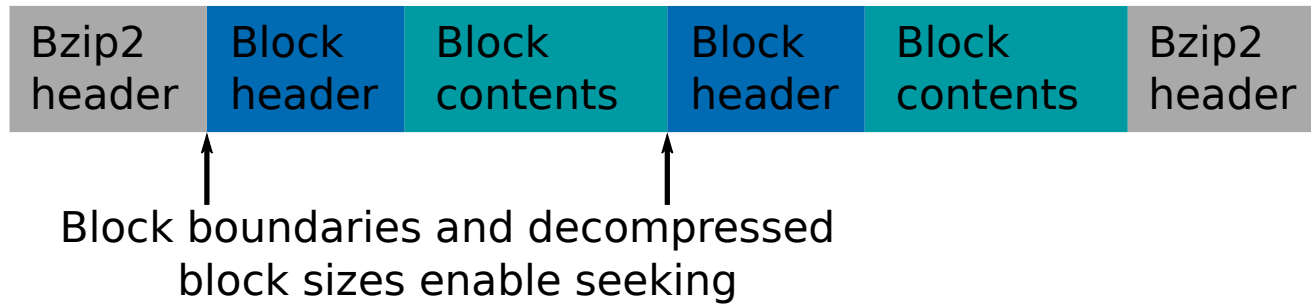 Bzip2 header
Block header
Block contents
Block header
Block contents
Bzip2 header
Block boundaries and decompressed
block sizes enable seeking